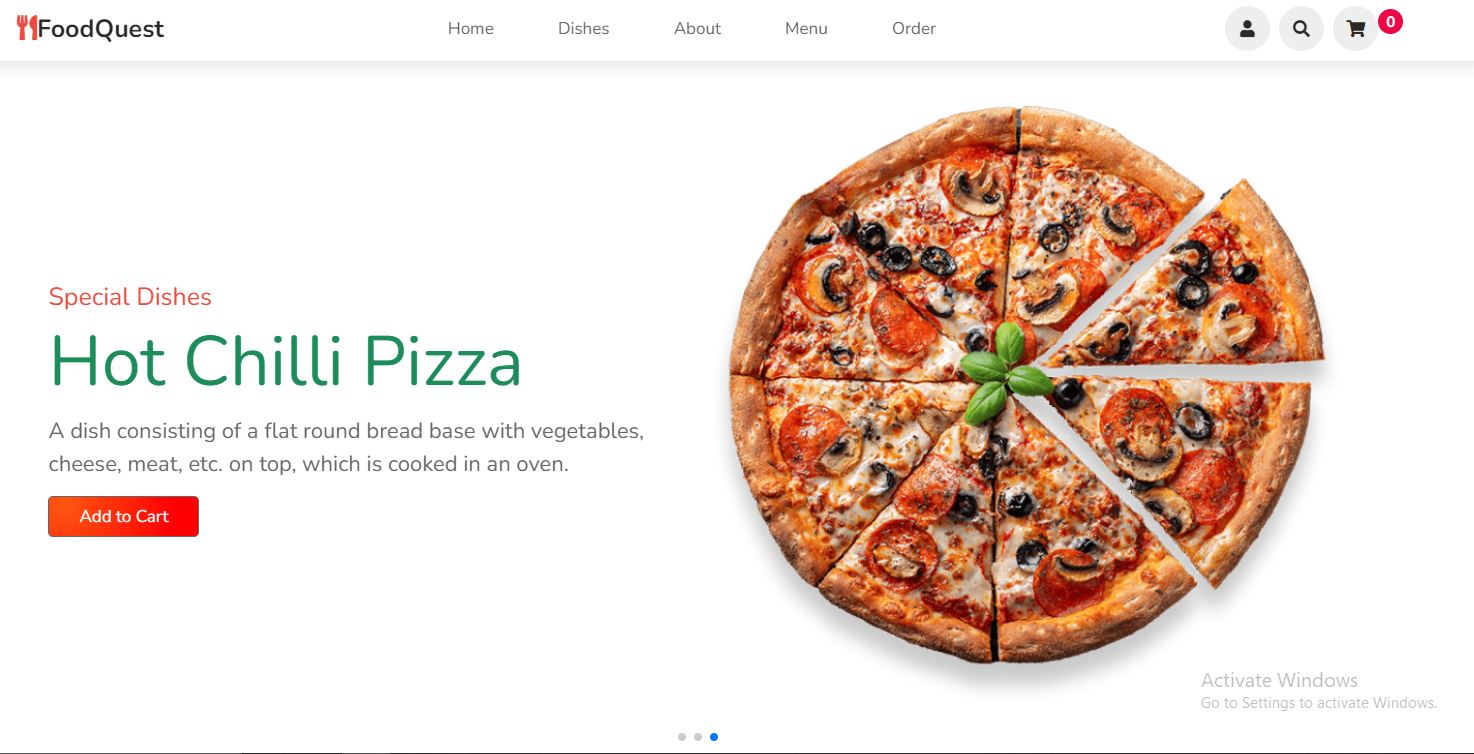 FoodQuest
Home
Dishes
About
Menu
Order
0
Special Dishes
Hot Chilli Pizza
A dish consisting of a flat round bread base with vegetables,
cheese, meat, etc. on top, which is cooked in an oven.
Add to Cart
Activate Windows
Go to Settings to activate Windows.